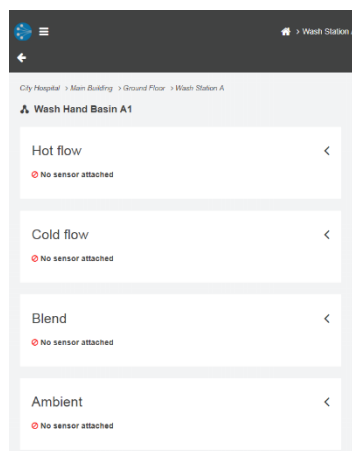 > Wash Station
City Hospital > Main Building > Ground Floor > Wash Station A
Wash Hand Basin A1
Hot flow
No sensor attached
Cold flow
No sensor attached
Blend
No sensor attached
Ambient
No sensor attached